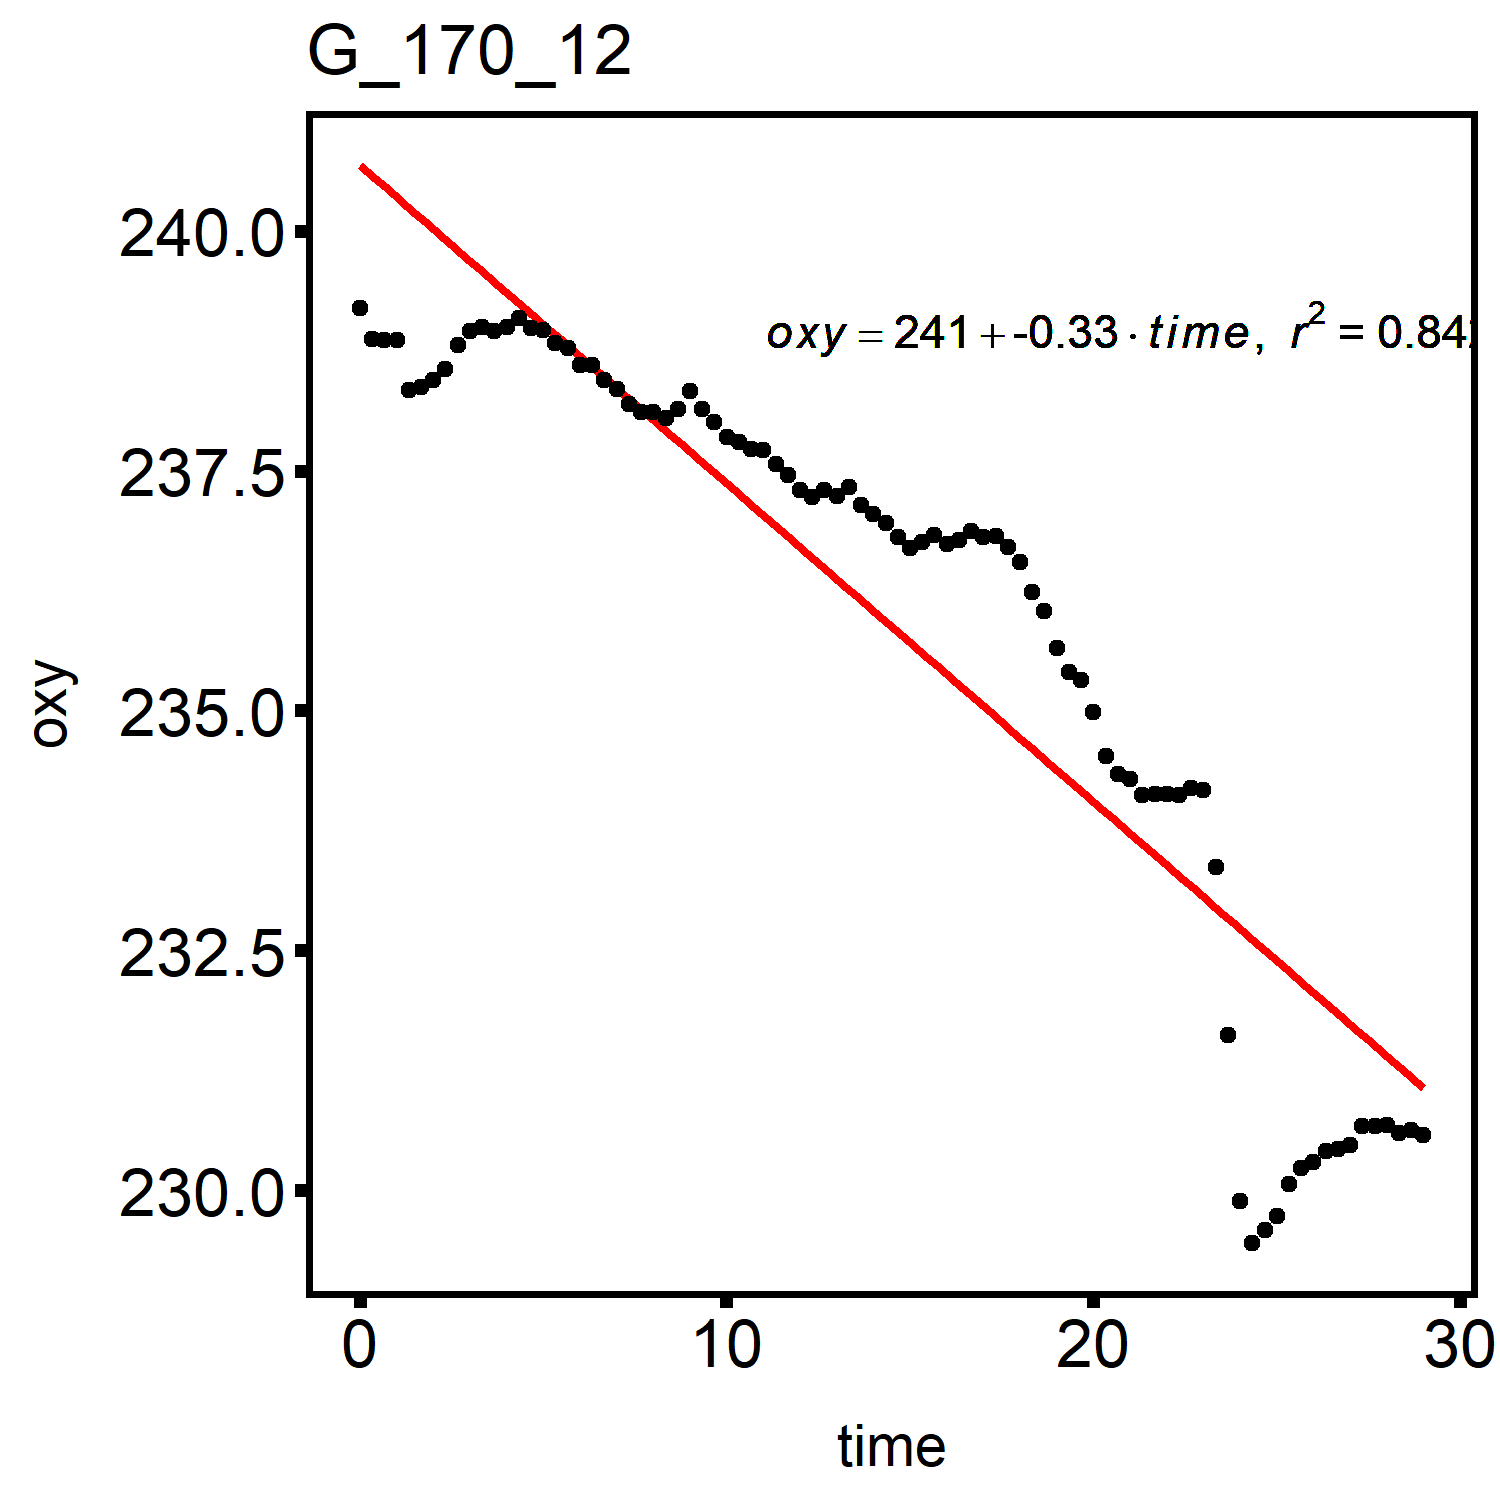 G_170_12
240.0
237.5
235.0
232.5
230.0
oxy
oxy = 241 + -0.33 · time, r² = 0.84
0 10 20 30
time